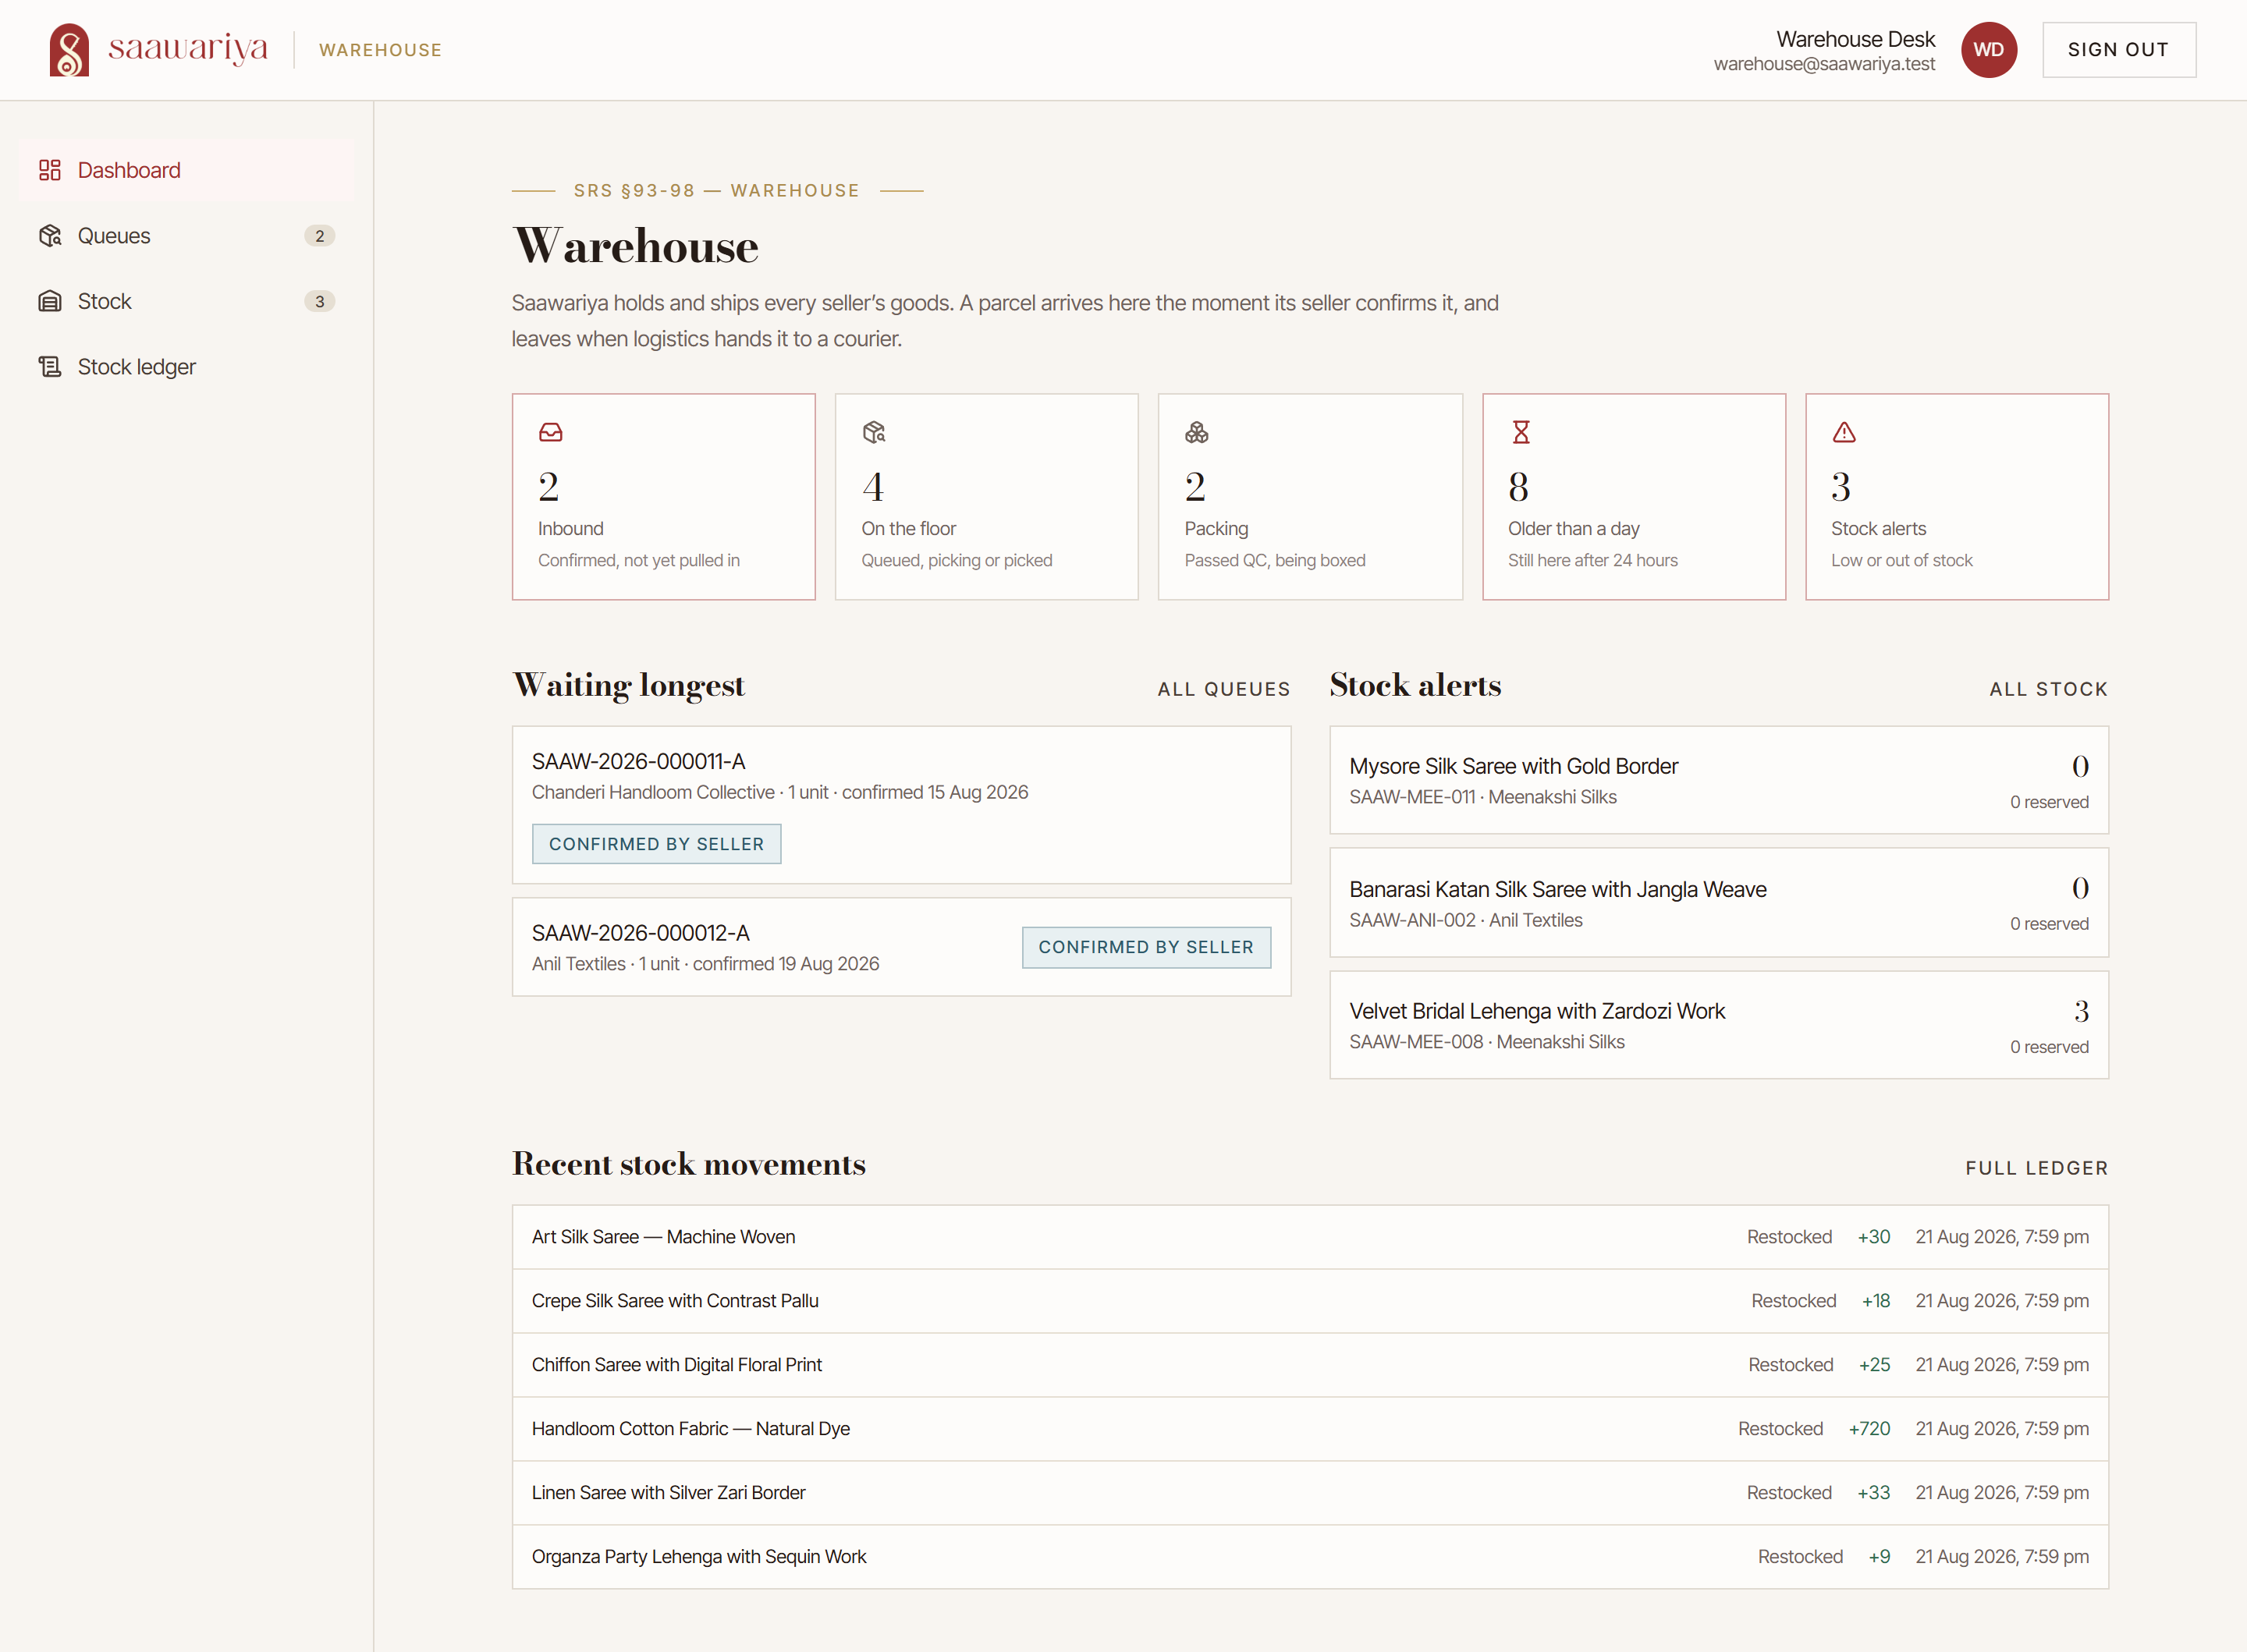 saawariya
WAREHOUSE
Warehouse Desk
warehouse@saawariya.test
WD
SIGN OUT
Dashboard
Queues 2
Stock 3
Stock ledger
SRS §93-98 — WAREHOUSE
Warehouse
Saawariya holds and ships every seller’s goods. A parcel arrives here the moment its seller confirms it, and
leaves when logistics hands it to a courier.
2
Inbound
Confirmed, not yet pulled in
4
On the floor
Queued, picking or picked
2
Packing
Passed QC, being boxed
8
Older than a day
Still here after 24 hours
3
Stock alerts
Low or out of stock
Waiting longest
ALL QUEUES
SAAW-2026-000011-A
Chanderi Handloom Collective · 1 unit · confirmed 15 Aug 2026
CONFIRMED BY SELLER
SAAW-2026-000012-A
Anil Textiles · 1 unit · confirmed 19 Aug 2026
CONFIRMED BY SELLER
Stock alerts
ALL STOCK
Mysore Silk Saree with Gold Border
SAAW-MEE-011 · Meenakshi Silks
0
0 reserved
Banarasi Katan Silk Saree with Jangla Weave
SAAW-ANI-002 · Anil Textiles
0
0 reserved
Velvet Bridal Lehenga with Zardozi Work
SAAW-MEE-008 · Meenakshi Silks
3
0 reserved
Recent stock movements
FULL LEDGER
Art Silk Saree — Machine Woven Restocked +30 21 Aug 2026, 7:59 pm
Crepe Silk Saree with Contrast Pallu Restocked +18 21 Aug 2026, 7:59 pm
Chiffon Saree with Digital Floral Print Restocked +25 21 Aug 2026, 7:59 pm
Handloom Cotton Fabric — Natural Dye Restocked +720 21 Aug 2026, 7:59 pm
Linen Saree with Silver Zari Border Restocked +33 21 Aug 2026, 7:59 pm
Organza Party Lehenga with Sequin Work Restocked +9 21 Aug 2026, 7:59 pm